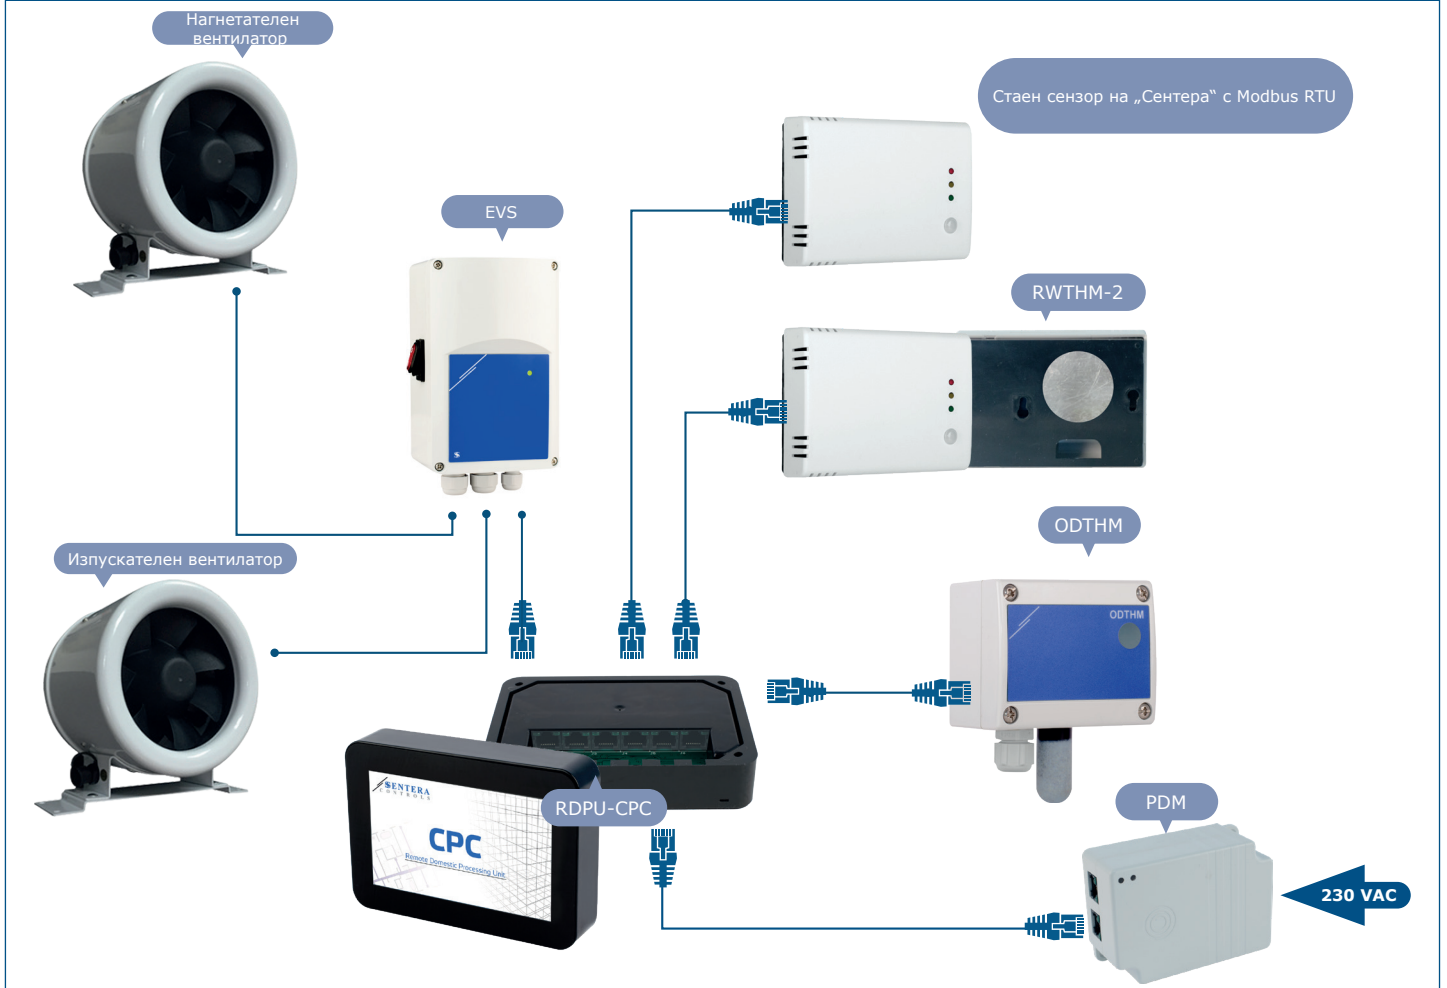 Нагнетателен
вентилатор
Стаен сензор на „Сентера“ с Modbus RTU
EVS
RWTHM-2
ODTHM
Изпускателен вентилатор
ODTHM
RDPU-CPC
SENTERA
CONTROLS
CPC
Remote Domestic Processing Unit
PDM
230 VAC